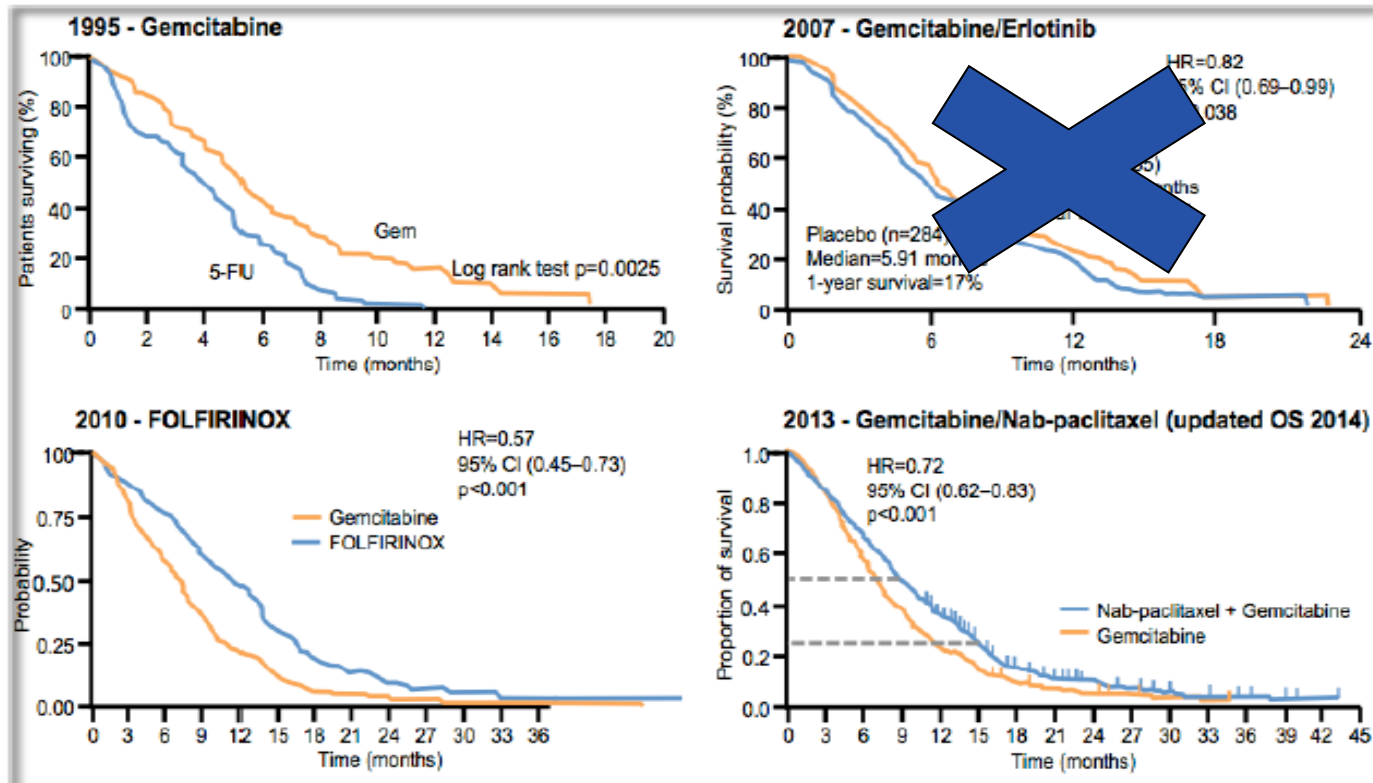 1995 - Gemcitabine
Patients surviving (%)
100
80
60
40
20
0
Gem
5-FIU
Log rank test p=0.0025
0 2 4 6 8 10 12 14 16 18 20
Time (months)
2007 - Gemcitabine/Erlotinib
HR=0.82
5% CI (0.69–0.99)
038
Survival probability (%)
100
80
60
40
20
0
Placebo (n=284)
Median=5.91
1-year survival=17%
0 6 12 18 24
Time (months)
2010 - FOLFIRINOX
HR=0.57
95% CI (0.45–0.73)
p<0.001
Gemcitabine
FOLFIRINOX
Probability
100
0.75
0.50
0.25
0.00
0 3 6 9 12 15 18 21 24 27 30 33 36
Time (months)
2013 - Gemcitabine/Nab-paclitaxel (updated OS 2014)
HR=0.72
95% CI (0.62–0.83)
p<0.001
Nab-paclitaxel + Gemcitabine
Gemcitabine
Proportion of survival
1.0
0.8
0.6
0.4
0.2
0.0
0 3 6 9 12 15 18 21 24 27 30 33 36 39 42 45
Time (months)